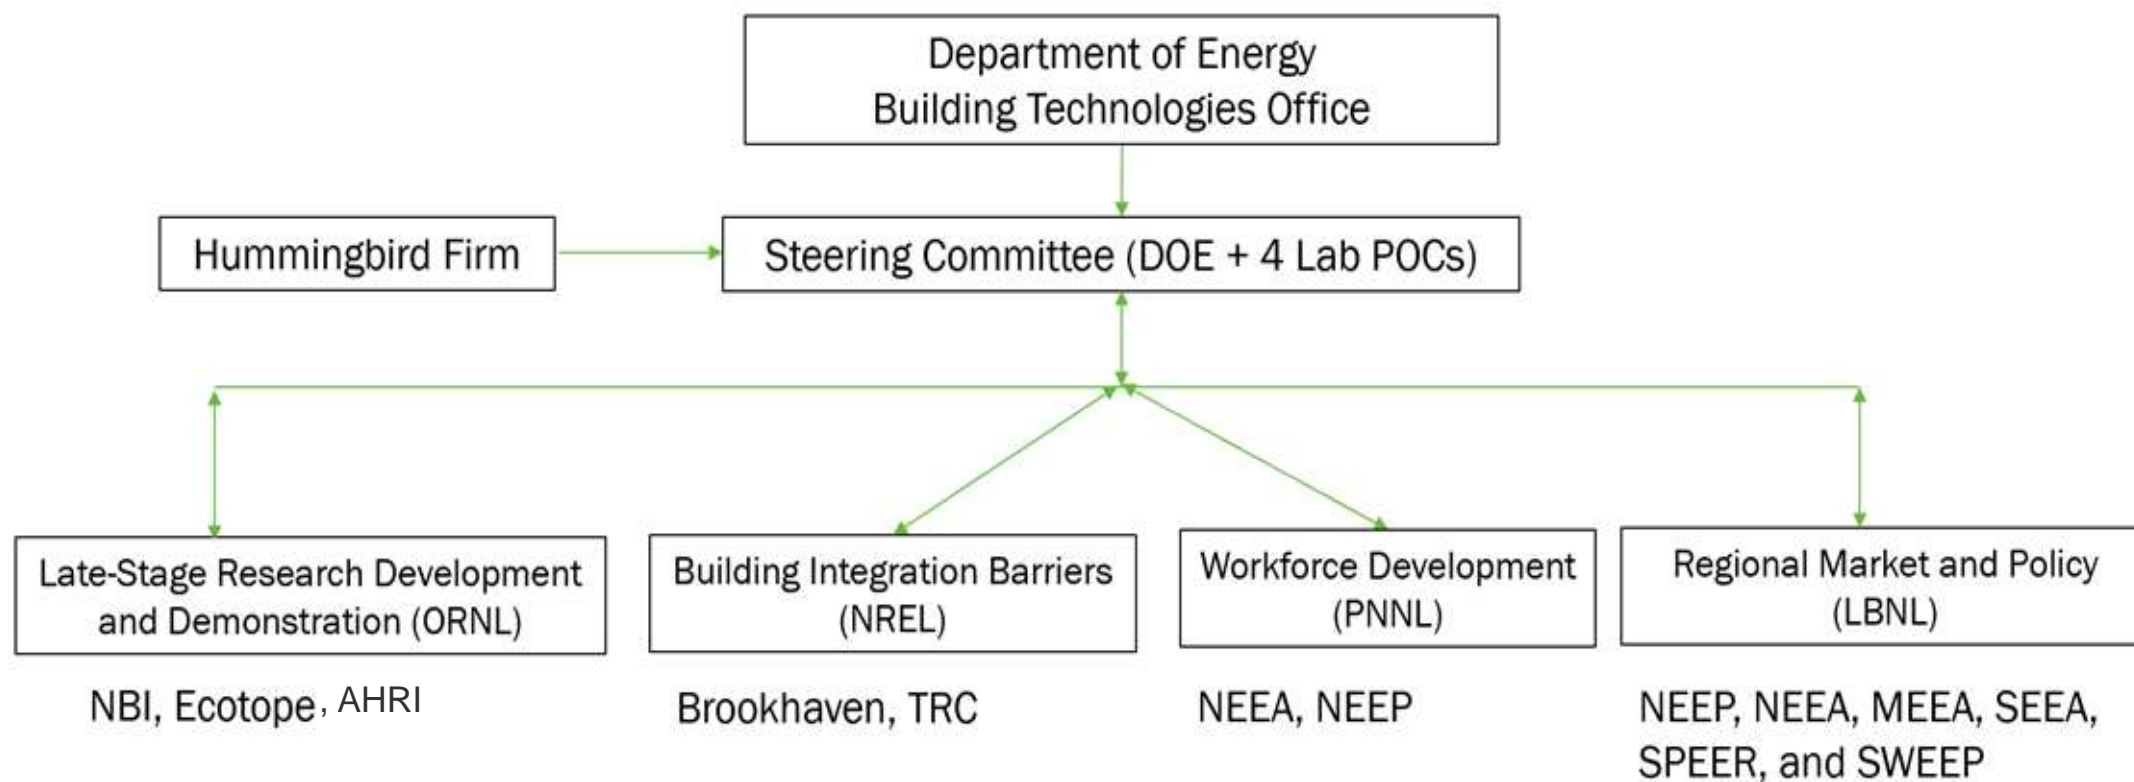 Department of Energy
Building Technologies Office
Hummingbird Firm
Steering Committee (DOE + 4 Lab POCs)
Late-Stage Research Development
and Demonstration (ORNL)
Building Integration Barriers
(NREL)
Workforce Development
(PNNL)
Regional Market and Policy
(LBNL)
NBI, Ecotope, AHRI
Brookhaven, TRC
NEEA, NEEP
NEEP, NEEA, MEEA, SEEA,
SPEER, and SWEEP